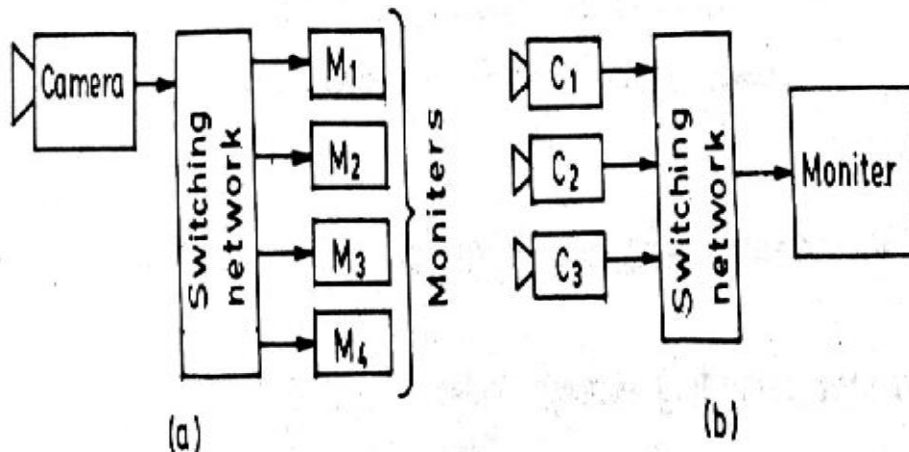 Camera
Switching
network
M1
M2
M3
M4
Moniters
(a)
C1
C2
C3
Switching
network
Moniter
(b)